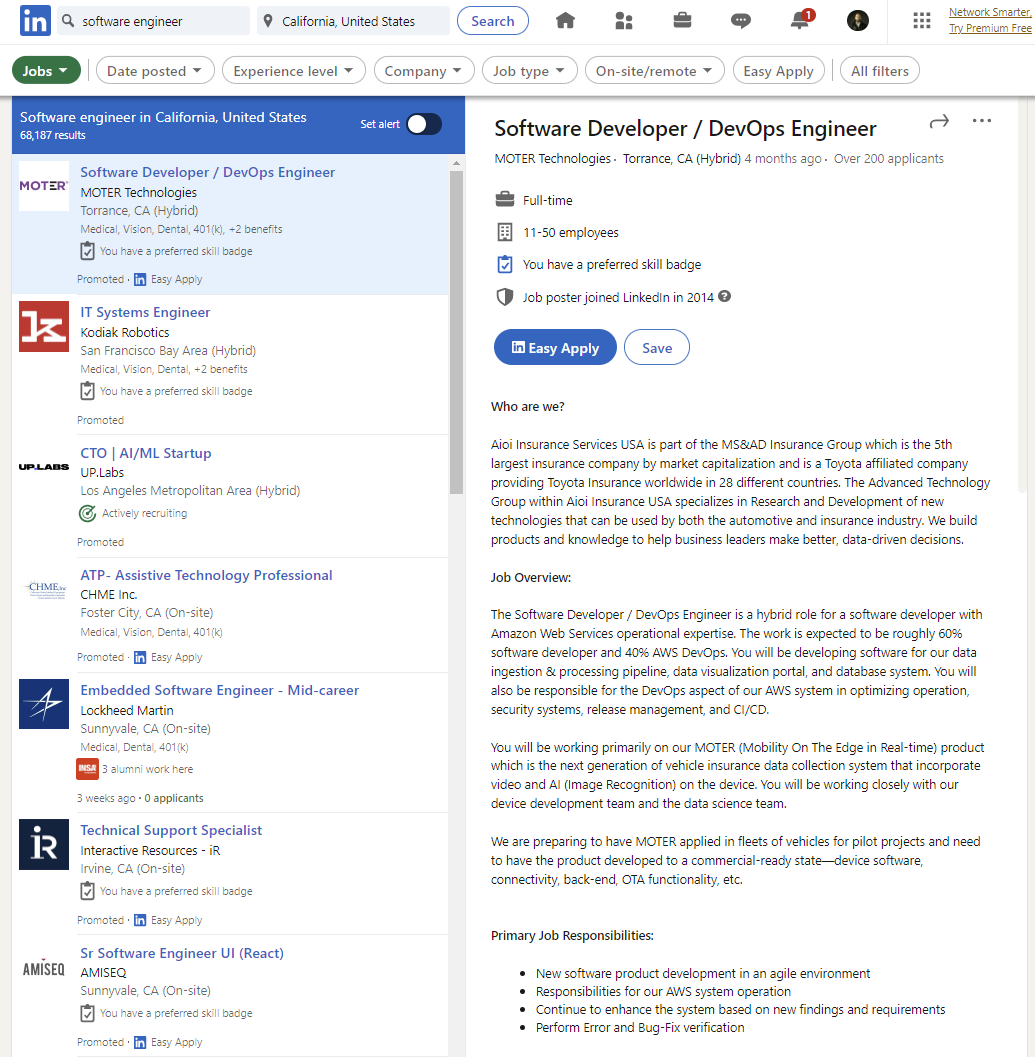 in software engineer California, United States Search 1 Network Smarter,
Try Premium Free
Jobs Date posted Experience level Company Job type On-site/remote Easy Apply All filters
Software engineer in California, United States
68,187 results
Set alert
MOTER
Software Developer / DevOps Engineer
MOTER Technologies
Torrance, CA (Hybrid)
Medical, Vision, Dental, 401(k), +2 benefits
You have a preferred skill badge
Promoted · in Easy Apply
IT Systems Engineer
Kodiak Robotics
San Francisco Bay Area (Hybrid)
Medical, Vision, Dental, +2 benefits
You have a preferred skill badge
Promoted
UP.LABS
CTO | AI/ML Startup
UP.Labs
Los Angeles Metropolitan Area (Hybrid)
Actively recruiting
Promoted
CHME, Inc
ATP- Assistive Technology Professional
CHME Inc.
Foster City, CA (On-site)
Medical, Vision, Dental, 401(k)
Promoted · in Easy Apply
Embedded Software Engineer - Mid-career
Lockheed Martin
Sunnyvale, CA (On-site)
Medical, Dental, 401(k)
INSA 3 alumni work here
3 weeks ago · 0 applicants
iR
Technical Support Specialist
Interactive Resources - iR
Irvine, CA (On-site)
You have a preferred skill badge
Promoted · in Easy Apply
AMISEQ
Sr Software Engineer UI (React)
AMISEQ
Sunnyvale, CA (On-site)
You have a preferred skill badge
Promoted · in Easy Apply
Software Developer / DevOps Engineer
MOTER Technologies · Torrance, CA (Hybrid) 4 months ago · Over 200 applicants
Full-time
11-50 employees
You have a preferred skill badge
Job poster joined LinkedIn in 2014 ?
in Easy Apply Save
Who are we?
Aioi Insurance Services USA is part of the MS&AD Insurance Group which is the 5th
largest insurance company by market capitalization and is a Toyota affiliated company
providing Toyota Insurance worldwide in 28 different countries. The Advanced Technology
Group within Aioi Insurance USA specializes in Research and Development of new
technologies that can be used by both the automotive and insurance industry. We build
products and knowledge to help business leaders make better, data-driven decisions.
Job Overview:
The Software Developer / DevOps Engineer is a hybrid role for a software developer with
Amazon Web Services operational expertise. The work is expected to be roughly 60%
software developer and 40% AWS DevOps. You will be developing software for our data
ingestion & processing pipeline, data visualization portal, and database system. You will
also be responsible for the DevOps aspect of our AWS system in optimizing operation,
security systems, release management, and CI/CD.
You will be working primarily on our MOTER (Mobility On The Edge in Real-time) product
which is the next generation of vehicle insurance data collection system that incorporate
video and AI (Image Recognition) on the device. You will be working closely with our
device development team and the data science team.
We are preparing to have MOTER applied in fleets of vehicles for pilot projects and need
to have the product developed to a commercial-ready state—device software,
connectivity, back-end, OTA functionality, etc.
Primary Job Responsibilities:
• New software product development in an agile environment
• Responsibilities for our AWS system operation
• Continue to enhance the system based on new findings and requirements
• Perform Error and Bug-Fix verification